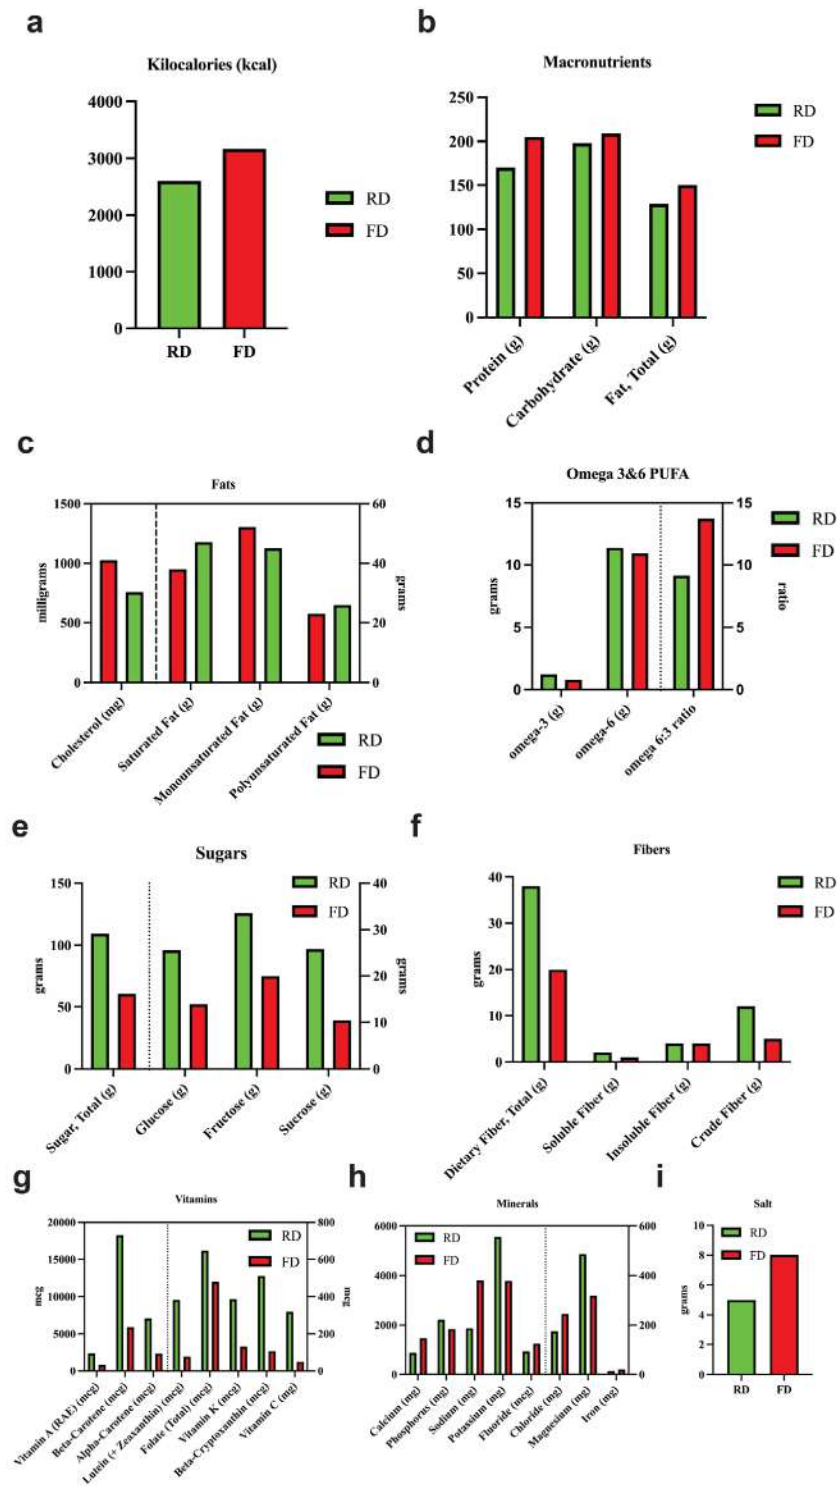 a
Kilocalories (kcal)
4000
3000
2000
1000
0
RD
FD
RD
FD
b
Macronutrients
250
200
150
100
50
0
Protein (g)
Carbohydrate (g)
Fat, Total (g)
RD
FD
c
Fats
milligrams
1500
1000
500
0
60
40
20
0
grams
Cholesterol (mg)
Saturated Fat (g)
Monounsaturated Fat (g)
Polyunsaturated Fat (g)
RD
FD
d
Omega 3&6 PUFA
grams
15
10
5
0
15
10
5
0
ratio
omega-3 (g)
omega-6 (g)
omega 6:3 ratio
RD
FD
e
Sugars
grams
150
100
50
0
40
30
20
10
0
grams
RD
FD
Sugar, Total (g)
Glucose (g)
Fructose (g)
Sucrose (g)
f
Fibers
grams
40
30
20
10
0
RD
FD
Dietary Fiber, Total (g)
Soluble Fiber (g)
Insoluble Fiber (g)
Crude Fiber (g)
g
Vitamins
mcg
20000
15000
10000
5000
0
800
600
400
200
0
mcg
RD
FD
Vitamin A (RAE) (mcg)
Beta-Carotene (mcg)
Alpha-Carotene (mcg)
Lutein (+ Zeaxanthin) (mcg)
Folate (Total) (mcg)
Vitamin K (mcg)
Beta-Cryptoxanthin (mcg)
Vitamin C (mg)
h
Minerals
6000
4000
2000
0
600
400
200
0
RD
FD
Calcium (mg)
Phosphorus (mg)
Sodium (mg)
Potassium (mg)
Fluoride (mcg)
Chloride (mg)
Magnesium (mg)
Iron (mg)
i
Salt
grams
10
8
6
4
2
0
RD
FD
RD
FD